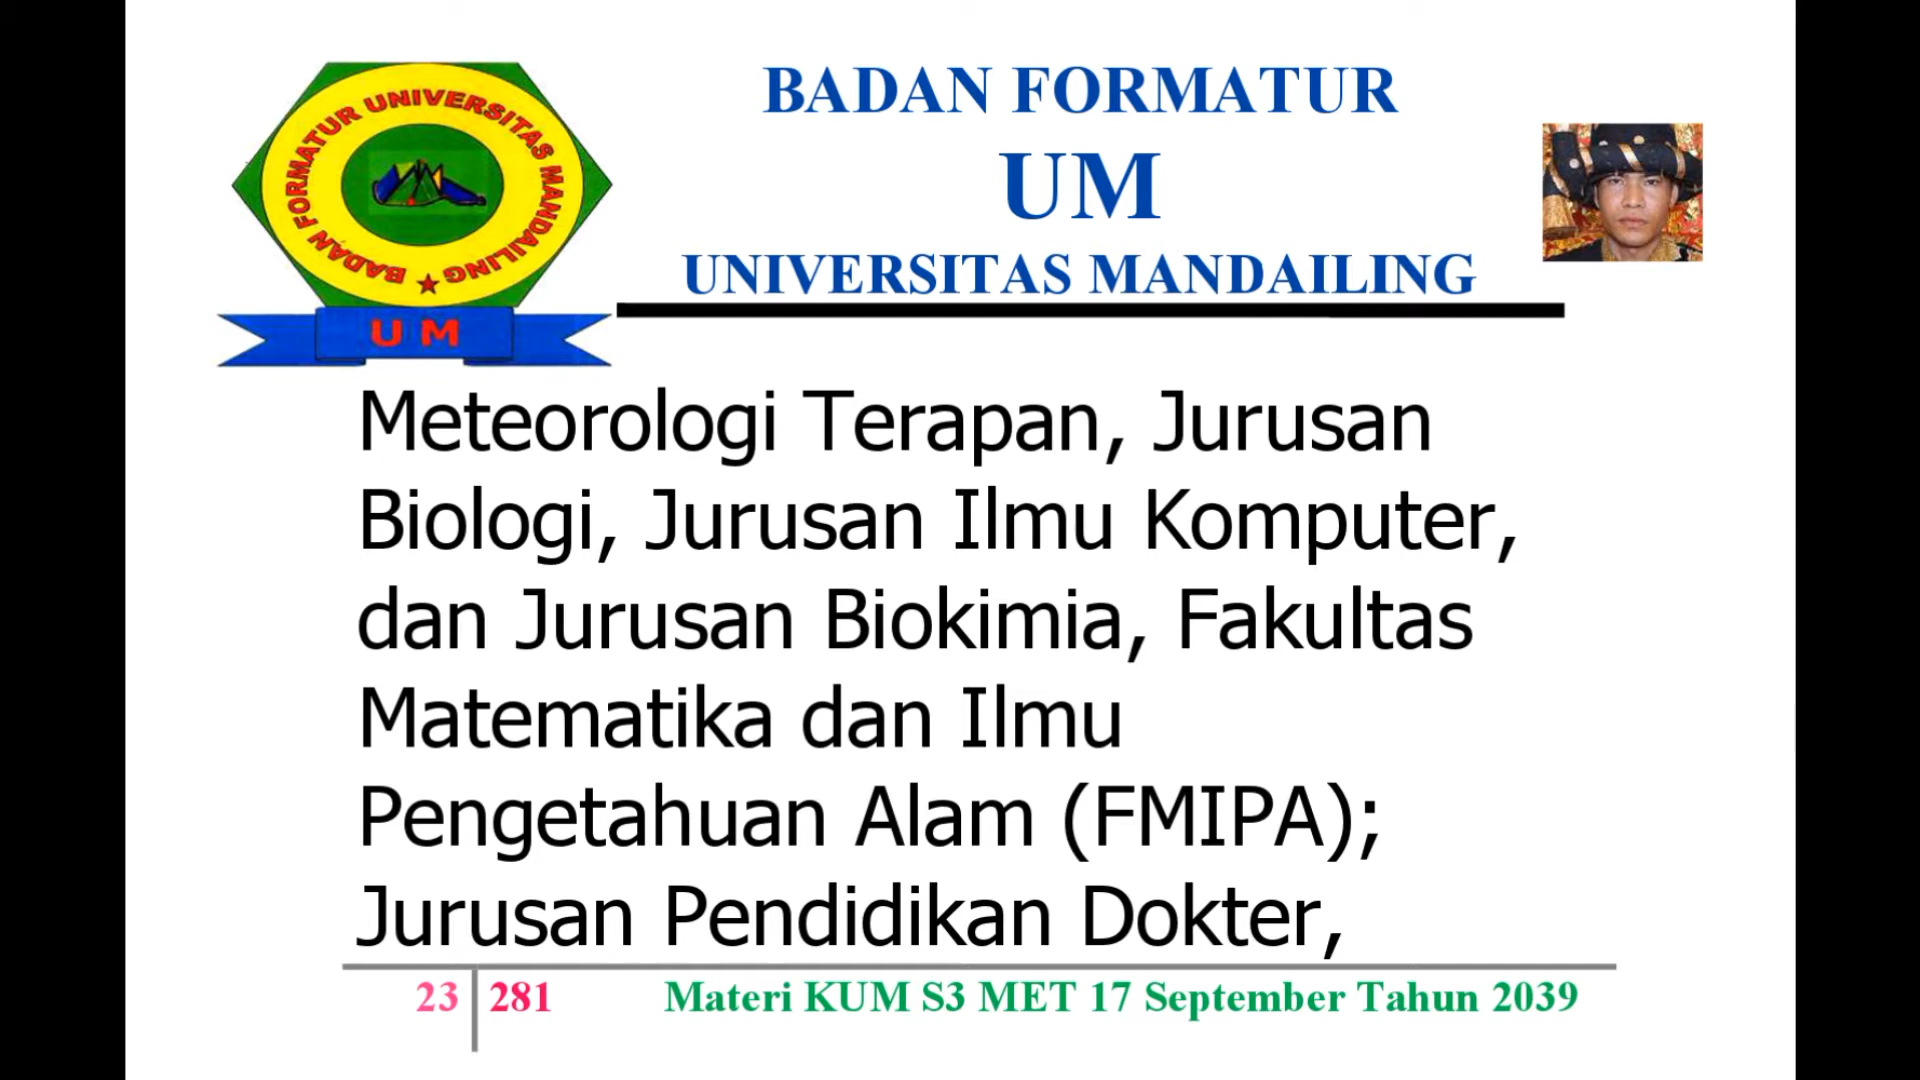 BADAN FORMATUR UNIVERSITAS MANDAILING
U M
BADAN FORMATUR
UM
UNIVERSITAS MANDAILING
Meteorologi Terapan, Jurusan
Biologi, Jurusan Ilmu Komputer,
dan Jurusan Biokimia, Fakultas
Matematika dan Ilmu
Pengetahuan Alam (FMIPA);
Jurusan Pendidikan Dokter,
23 281 Materi KUM S3 MET 17 September Tahun 2039